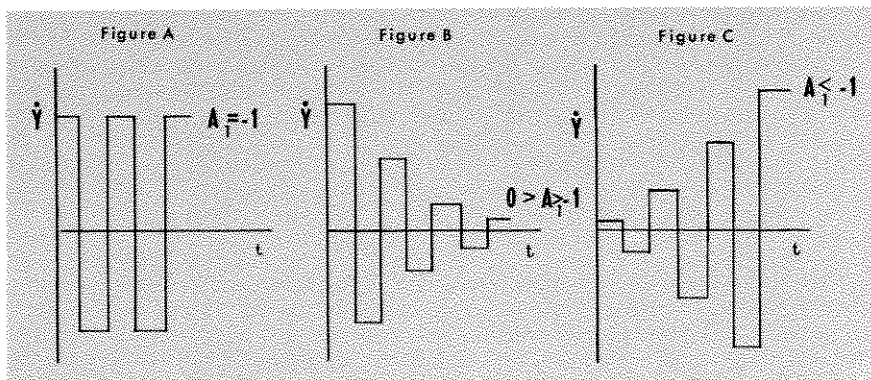 Figure A
Figure B
Figure C
Ẏ
A₁=-1
t
Ẏ
0 > A₁>-1
t
Ẏ
A₁< -1
t